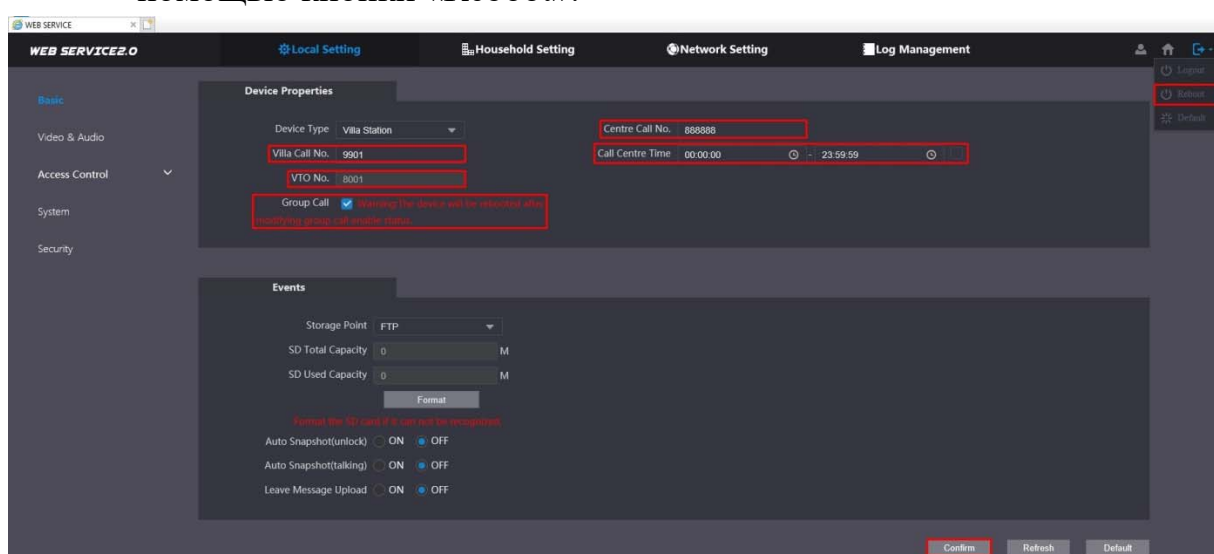 помощью кнопки «Reboot».
WEB SERVICE
WEB SERVICE2.0
Local Setting
Household Setting
Network Setting
Log Management
Logout
Reboot
Default
Basic
Video & Audio
Access Control
System
Security
Device Properties
Device Type Villa Station
Centre Call No. 888888
Villa Call No. 9901
Call Centre Time 00:00:00 - 23:59:59
VTO No. 8001
Group Call Warning:The device will be rebooted after
modifying group call enable status.
Events
Storage Point FTP
SD Total Capacity 0 M
SD Used Capacity 0 M
Format
Format the SD card if it can not be recognized.
Auto Snapshot(unlock) ON OFF
Auto Snapshot(talking) ON OFF
Leave Message Upload ON OFF
Confirm Refresh Default